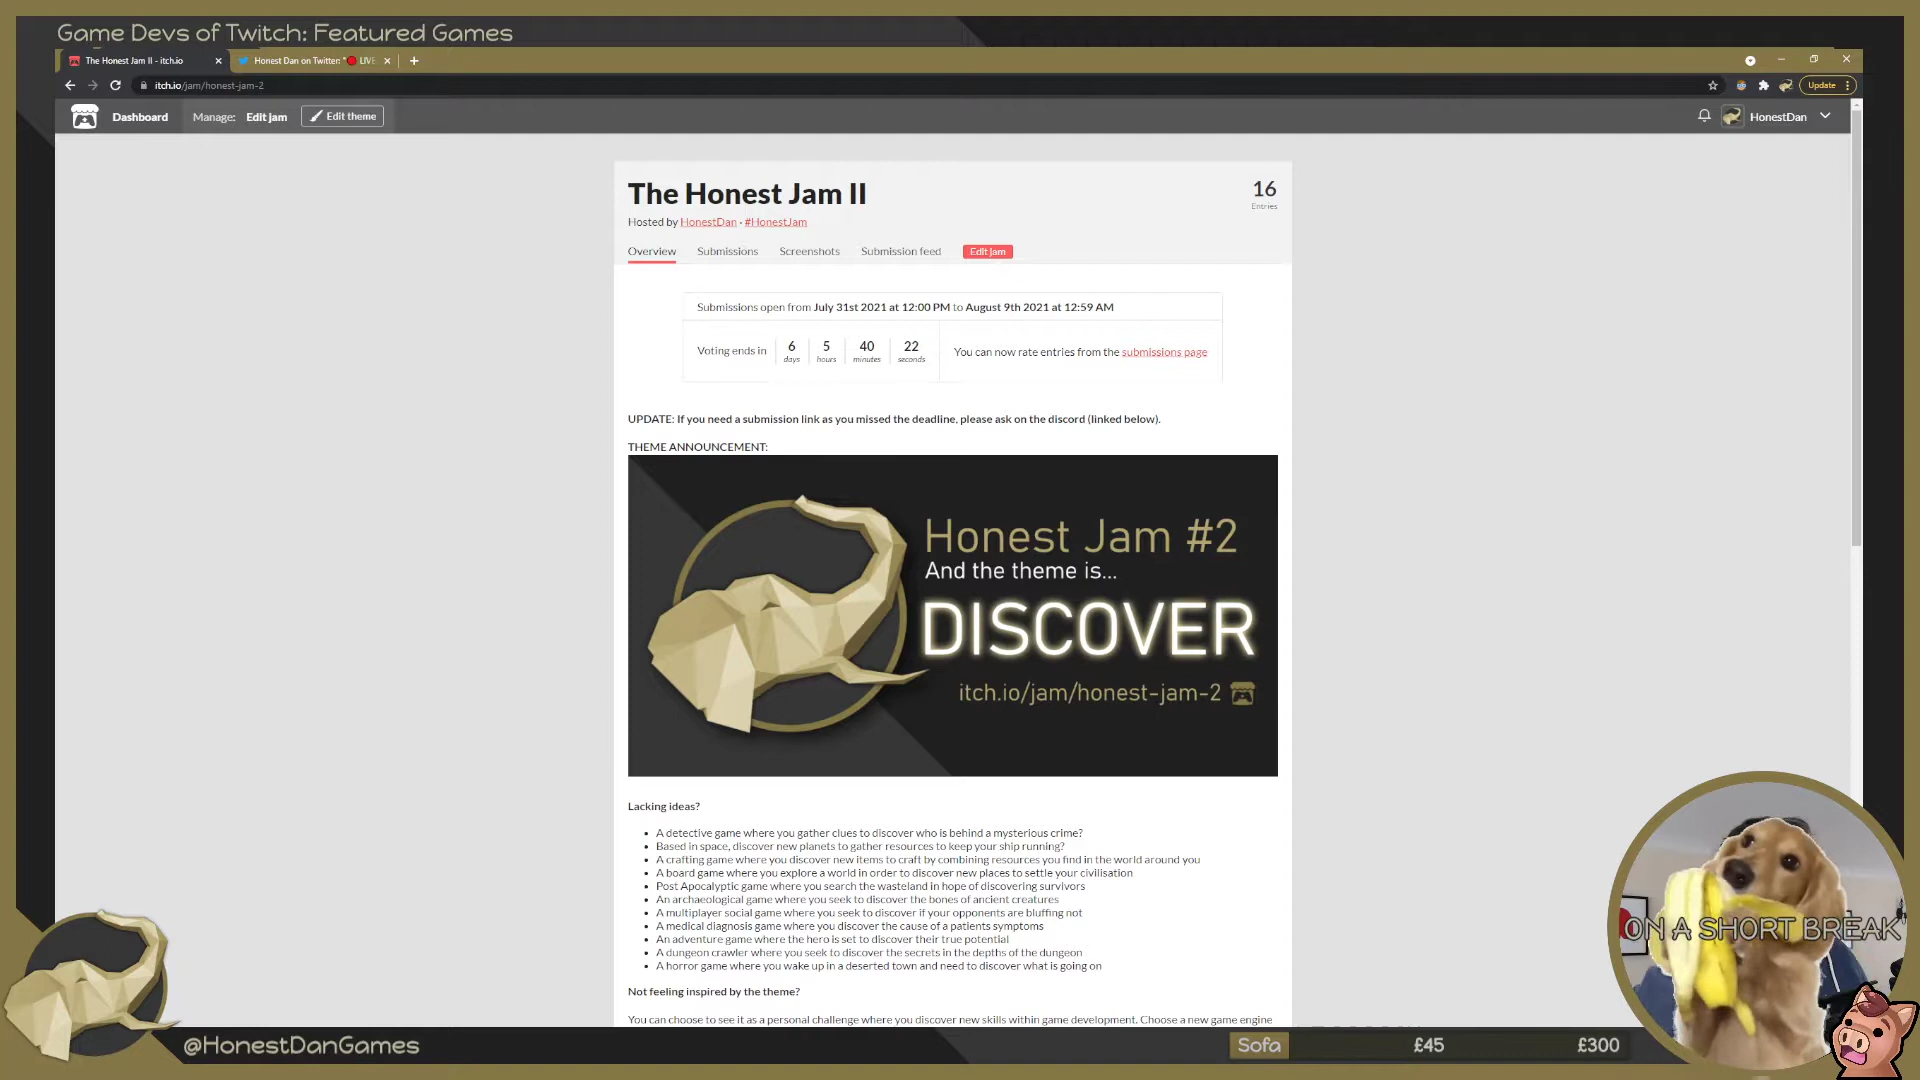 Game Devs of Twitch: Featured Games
The Honest Jam II - itch.io
Honest Dan on Twitter: "🔴 LIVE
itch.io/jam/honest-jam-2
Update
Dashboard
Manage:
Edit jam
Edit theme
HonestDan
The Honest Jam II
16
Entries
Hosted by HonestDan · #HonestJam
Overview
Submissions
Screenshots
Submission feed
Edit jam
Submissions open from July 31st 2021 at 12:00 PM to August 9th 2021 at 12:59 AM
Voting ends in
6
days
5
hours
40
minutes
22
seconds
You can now rate entries from the submissions page
UPDATE: If you need a submission link as you missed the deadline, please ask on the discord (linked below).
THEME ANNOUNCEMENT:
Honest Jam #2
And the theme is...
DISCOVER
itch.io/jam/honest-jam-2
Lacking ideas?
• A detective game where you gather clues to discover who is behind a mysterious crime?
• Based in space, discover new planets to gather resources to keep your ship running?
• A crafting game where you discover new items to craft by combining resources you find in the world around you
• A board game where you explore a world in order to discover new places to settle your civilisation
• Post Apocalyptic game where you search the wasteland in hope of discovering survivors
• An archaeological game where you seek to discover the bones of ancient creatures
• A multiplayer social game where you seek to discover if your opponents are bluffing not
• A medical diagnosis game where you discover the cause of a patients symptoms
• An adventure game where the hero is set to discover their true potential
• A dungeon crawler where you seek to discover the secrets in the depths of the dungeon
• A horror game where you wake up in a deserted town and need to discover what is going on
Not feeling inspired by the theme?
You can choose to see it as a personal challenge where you discover new skills within game development. Choose a new game engine
ON A SHORT BREAK
@HonestDanGames
Sofa
£45
£300